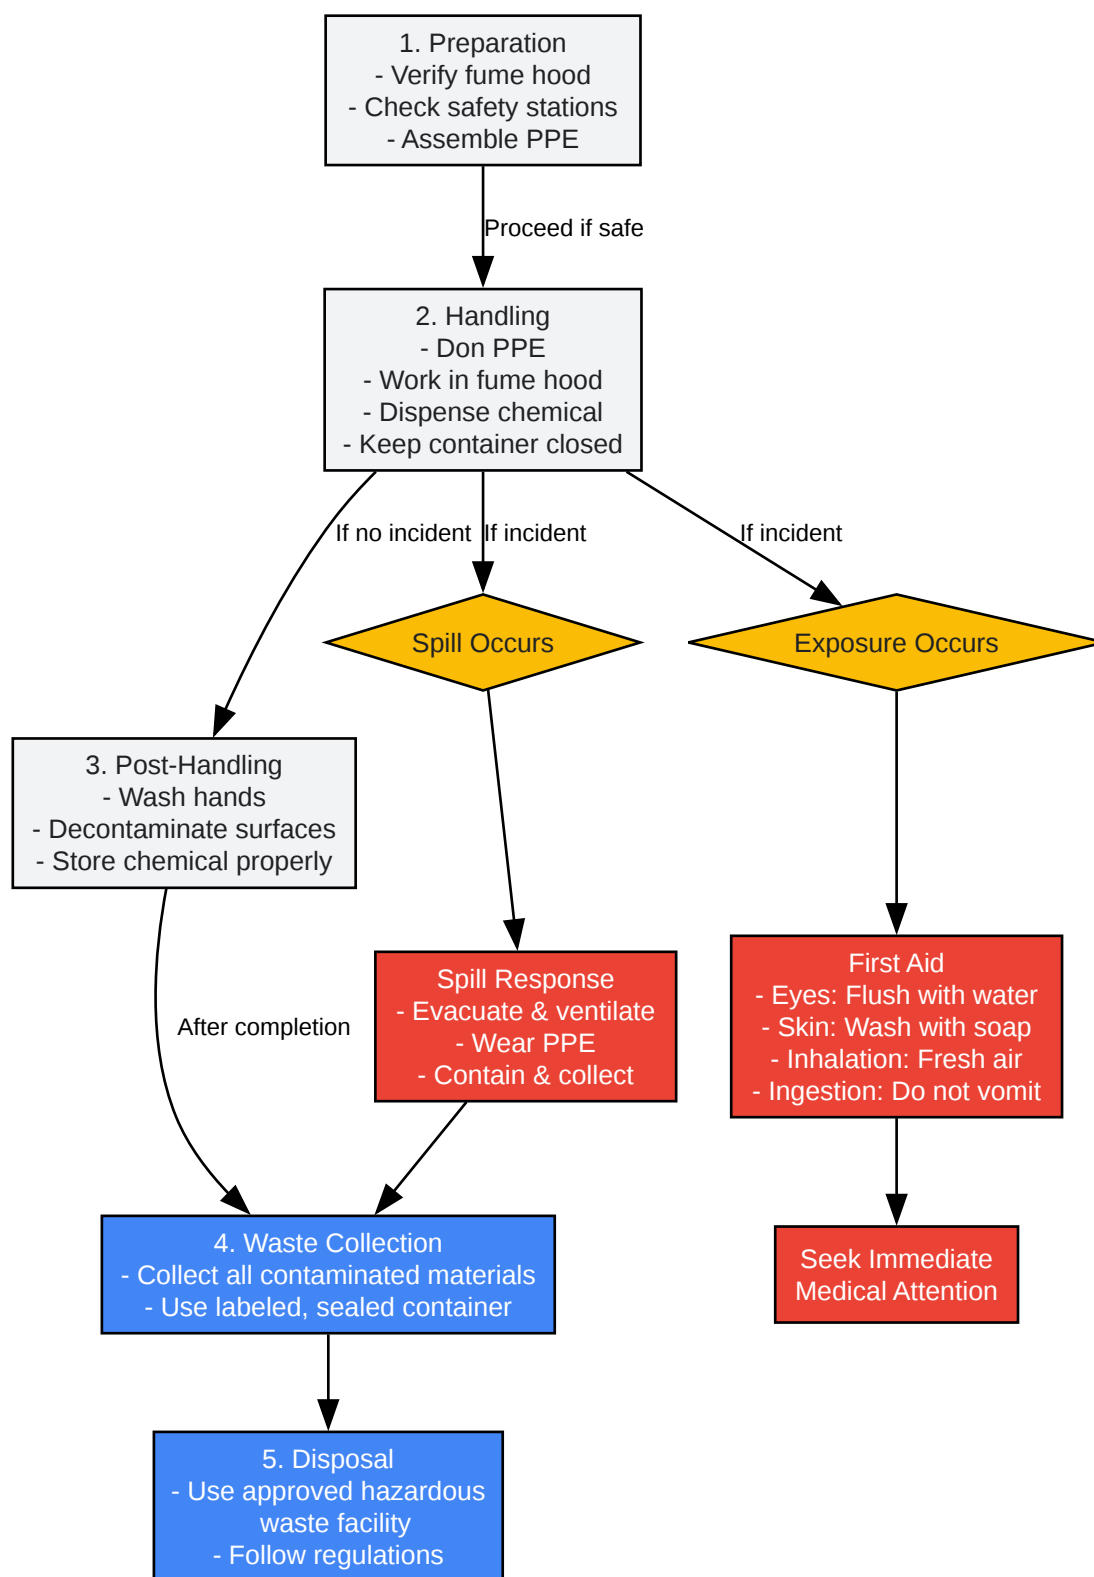 1. Preparation
- Verify fume hood
- Check safety stations
- Assemble PPE
Proceed if safe
2. Handling
- Don PPE
- Work in fume hood
- Dispense chemical
- Keep container closed
If no incident
If incident
If incident
Spill Occurs
Exposure Occurs
3. Post-Handling
- Wash hands
- Decontaminate surfaces
- Store chemical properly
Spill Response
- Evacuate & ventilate
- Wear PPE
- Contain & collect
First Aid
- Eyes: Flush with water
- Skin: Wash with soap
- Inhalation: Fresh air
- Ingestion: Do not vomit
After completion
4. Waste Collection
- Collect all contaminated materials
- Use labeled, sealed container
Seek Immediate
Medical Attention
5. Disposal
- Use approved hazardous
waste facility
- Follow regulations